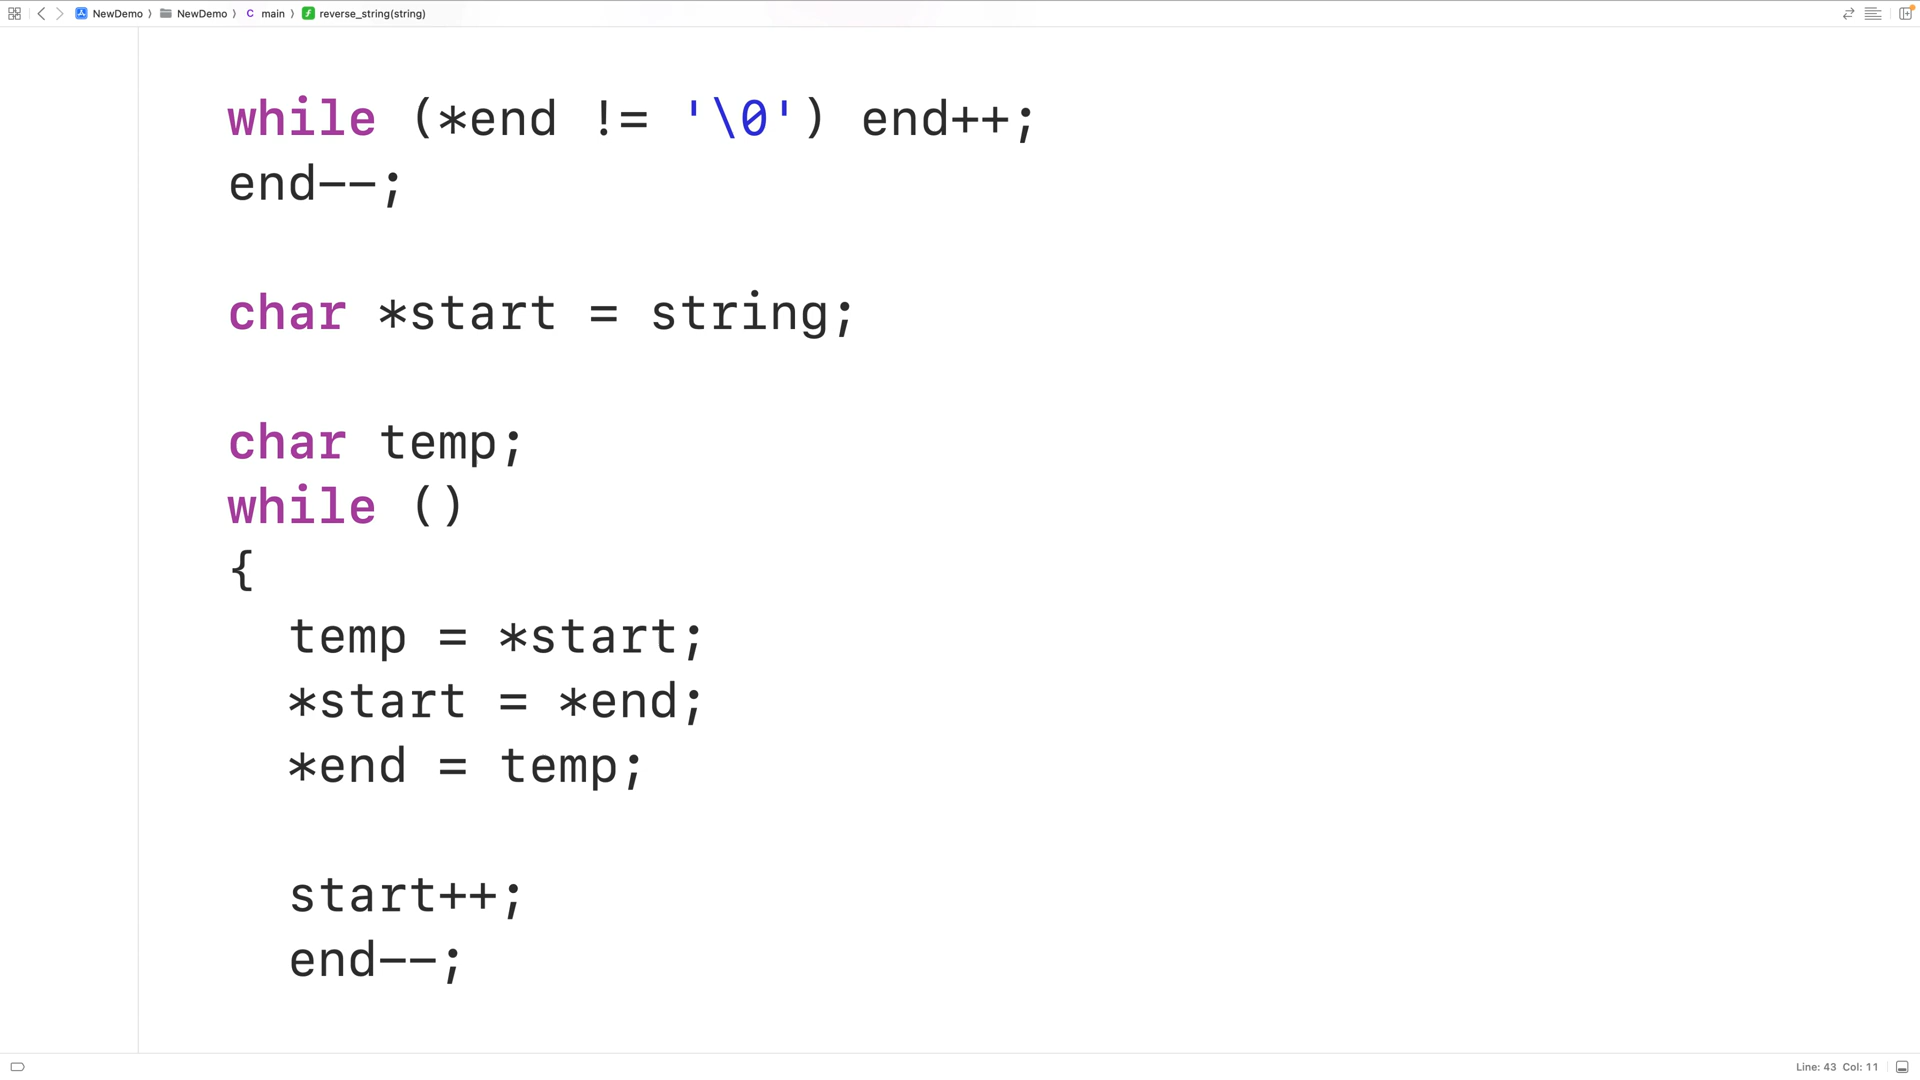 NewDemo 〉 NewDemo 〉 C main 〉 f reverse_string(string)
while (*end != '\0') end++;
end--;
char *start = string;
char temp;
while ()
{
temp = *start;
*start = *end;
*end = temp;
start++;
end--;
Line: 43 Col: 11